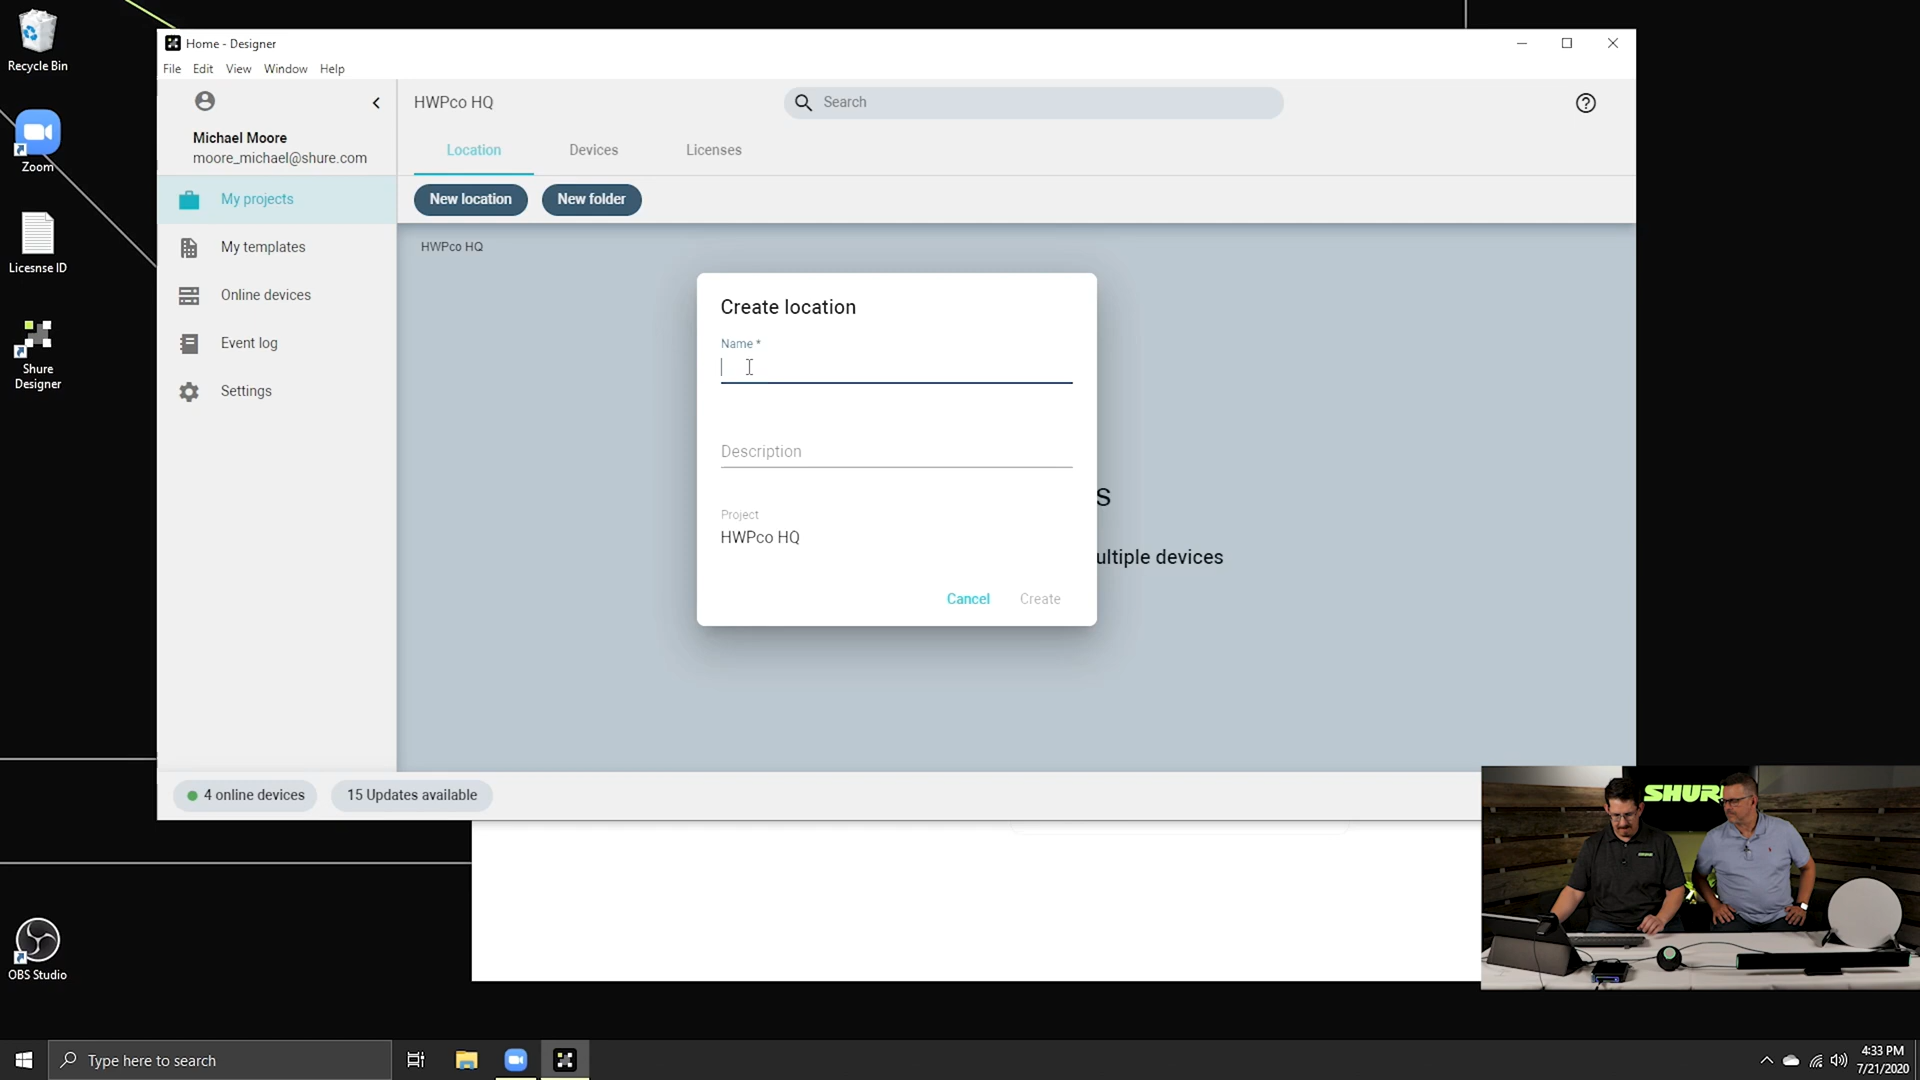 Recycle Bin
Zoom
Licesnse ID
Shure
Designer
OBS Studio
Home - Designer
File Edit View Window Help
Michael Moore
moore_michael@shure.com
My projects
My templates
Online devices
Event log
Settings
HWPco HQ
Search
Location Devices Licenses
New location New folder
HWPco HQ
Create location
Name *
Description
Project
HWPco HQ
Cancel Create
s
ultiple devices
4 online devices 15 Updates available
SHUR
Type here to search
4:33 PM
7/21/2020